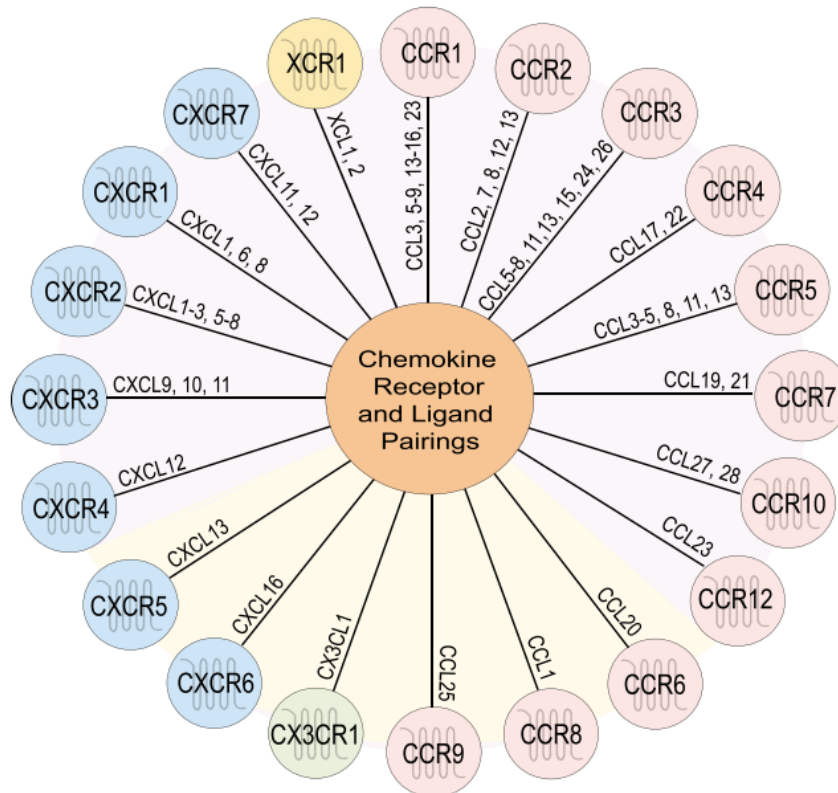 XCR1
CCR1
CCR2
CCR3
CCR4
CCR5
CCR7
CCR10
CCR12
CCR6
CCR8
CCR9
CX3CR1
CXCR6
CXCR5
CXCR4
CXCR3
CXCR2
CXCR1
CXCR7
XCL1, 2
CCL3, 5-9, 13-16, 23
CCL2, 7, 8, 12, 13
CCL5-8, 11, 13, 15, 24, 26
CCL17, 22
CCL3-5, 8, 11, 13
CCL19, 21
CCL27, 28
CCL23
CCL20
CCL1
CCL25
CX3CL1
CXCL16
CXCL13
CXCL12
CXCL9, 10, 11
CXCL1-3, 5-8
CXCL1, 6, 8
CXCL11, 12
Chemokine
Receptor
and Ligand
Pairings